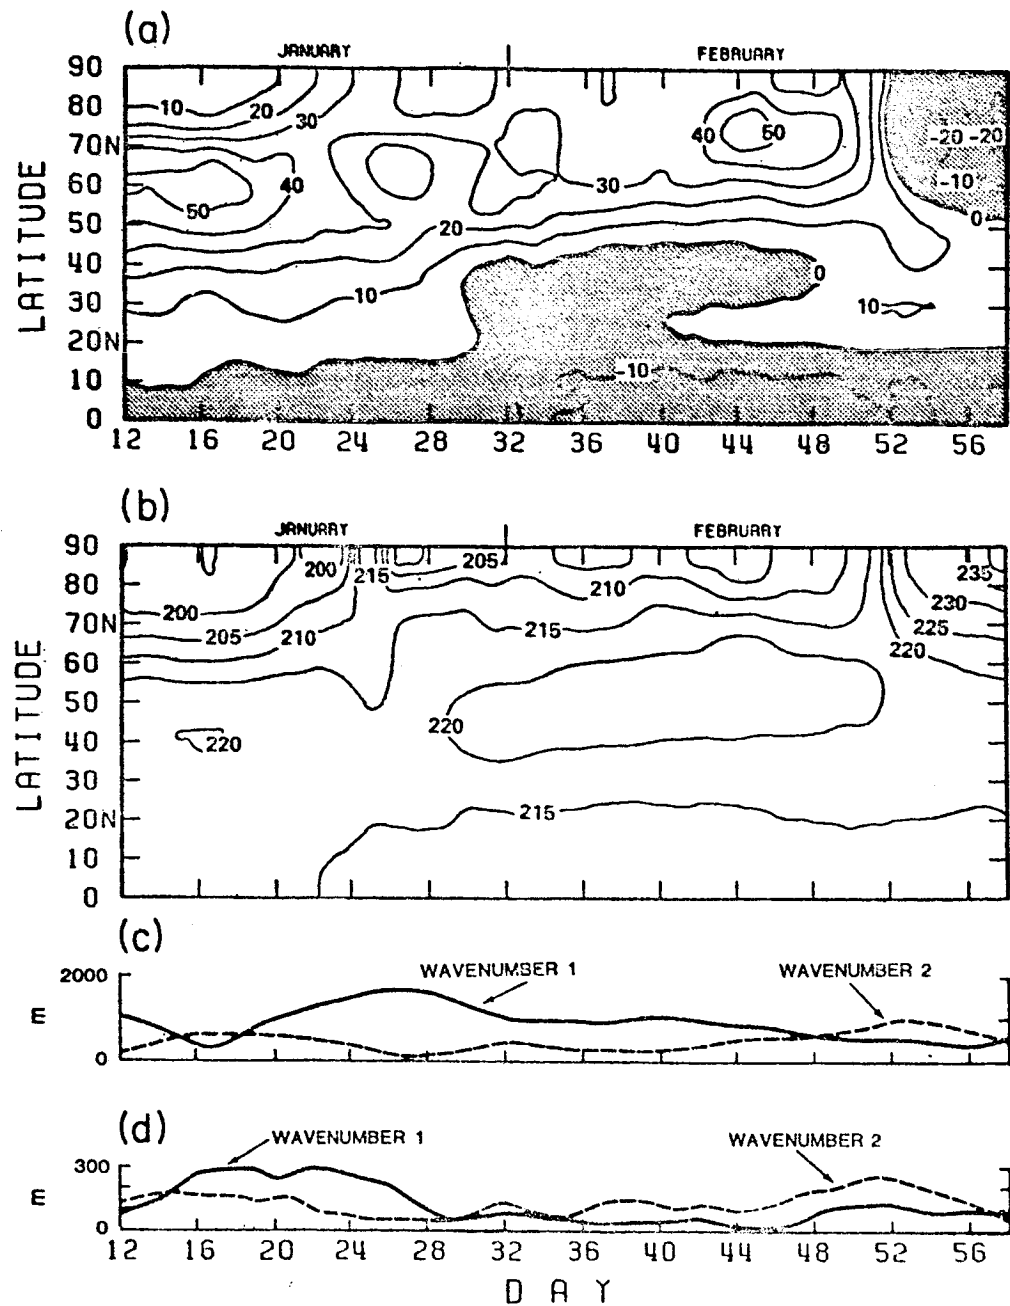 (a)
JANUARY FEBRUARY
90
80
70N
60
50
40
30
20N
10
0
LATITUDE
10
20
30
40
50
20
10
30
40
50
0
-10
10
-20 -20
-10
0
12 16 20 24 28 32 36 40 44 48 52 56
(b)
JANUARY FEBRUARY
90
80
70N
60
50
40
30
20N
10
0
LATITUDE
200
205
210
200
215
205
210
215
220
220
215
235
230
225
220
(c)
2000
m
0
WAVENUMBER 1
WAVENUMBER 2
(d)
300
m
0
WAVENUMBER 1
WAVENUMBER 2
12 16 20 24 28 32 36 40 44 48 52 56
DAY